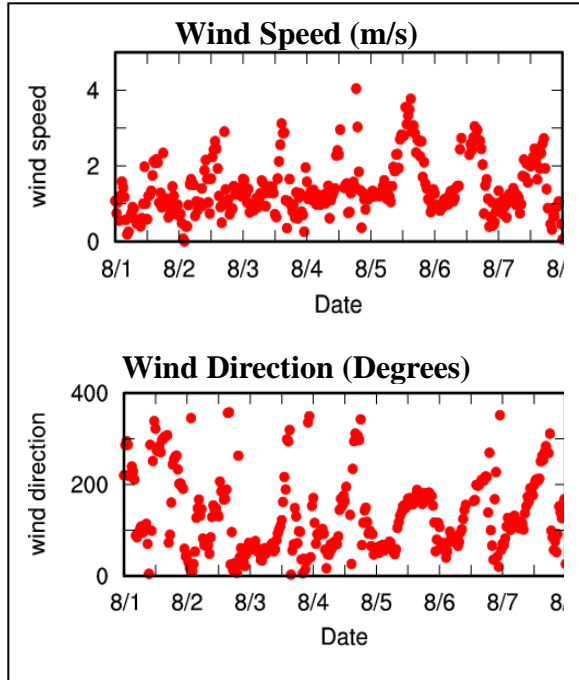 Wind Speed (m/s)
wind speed
4
2
0
8/1 8/2 8/3 8/4 8/5 8/6 8/7 8/
Date
Wind Direction (Degrees)
wind direction
400
200
0
8/1 8/2 8/3 8/4 8/5 8/6 8/7 8/
Date